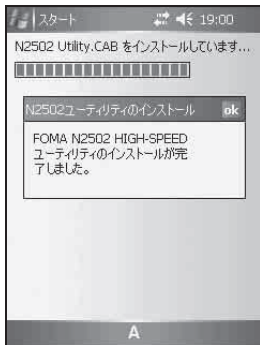 スタート 19:00
N2502 Utility.CAB をインストールしています...
N2502ユーティリティのインストール ok
FOMA N2502 HIGH-SPEED
ユーティリティのインストールが完
了しました。
A